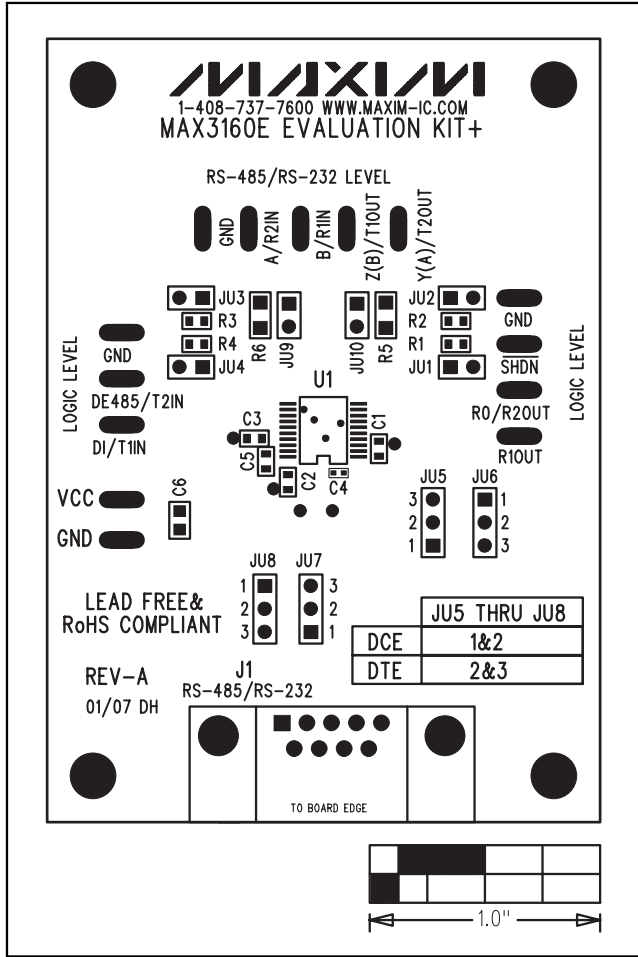 MAXIM
1-408-737-7600 WWW.MAXIM-IC.COM
MAX3160E EVALUATION KIT+
RS-485/RS-232 LEVEL
GND
A/R2IN
B/R1IN
Z(B)/T1OUT
Y(A)/T2OUT
JU3
R3
R4
JU4
R6
JU9
JU10
R5
JU2
R2
R1
JU1
LOGIC LEVEL
GND
DE485/T2IN
DI/T1IN
GND
SHDN
RO/R2OUT
R1OUT
LOGIC LEVEL
U1
C3
C5
C2
C4
C1
VCC
GND
C6
JU5
3
2
1
JU6
1
2
3
JU8
1
2
3
JU7
3
2
1
LEAD FREE&
RoHS COMPLIANT
JU5 THRU JU8
DCE 1&2
DTE 2&3
REV-A
01/07 DH
J1
RS-485/RS-232
TO BOARD EDGE
1.0"